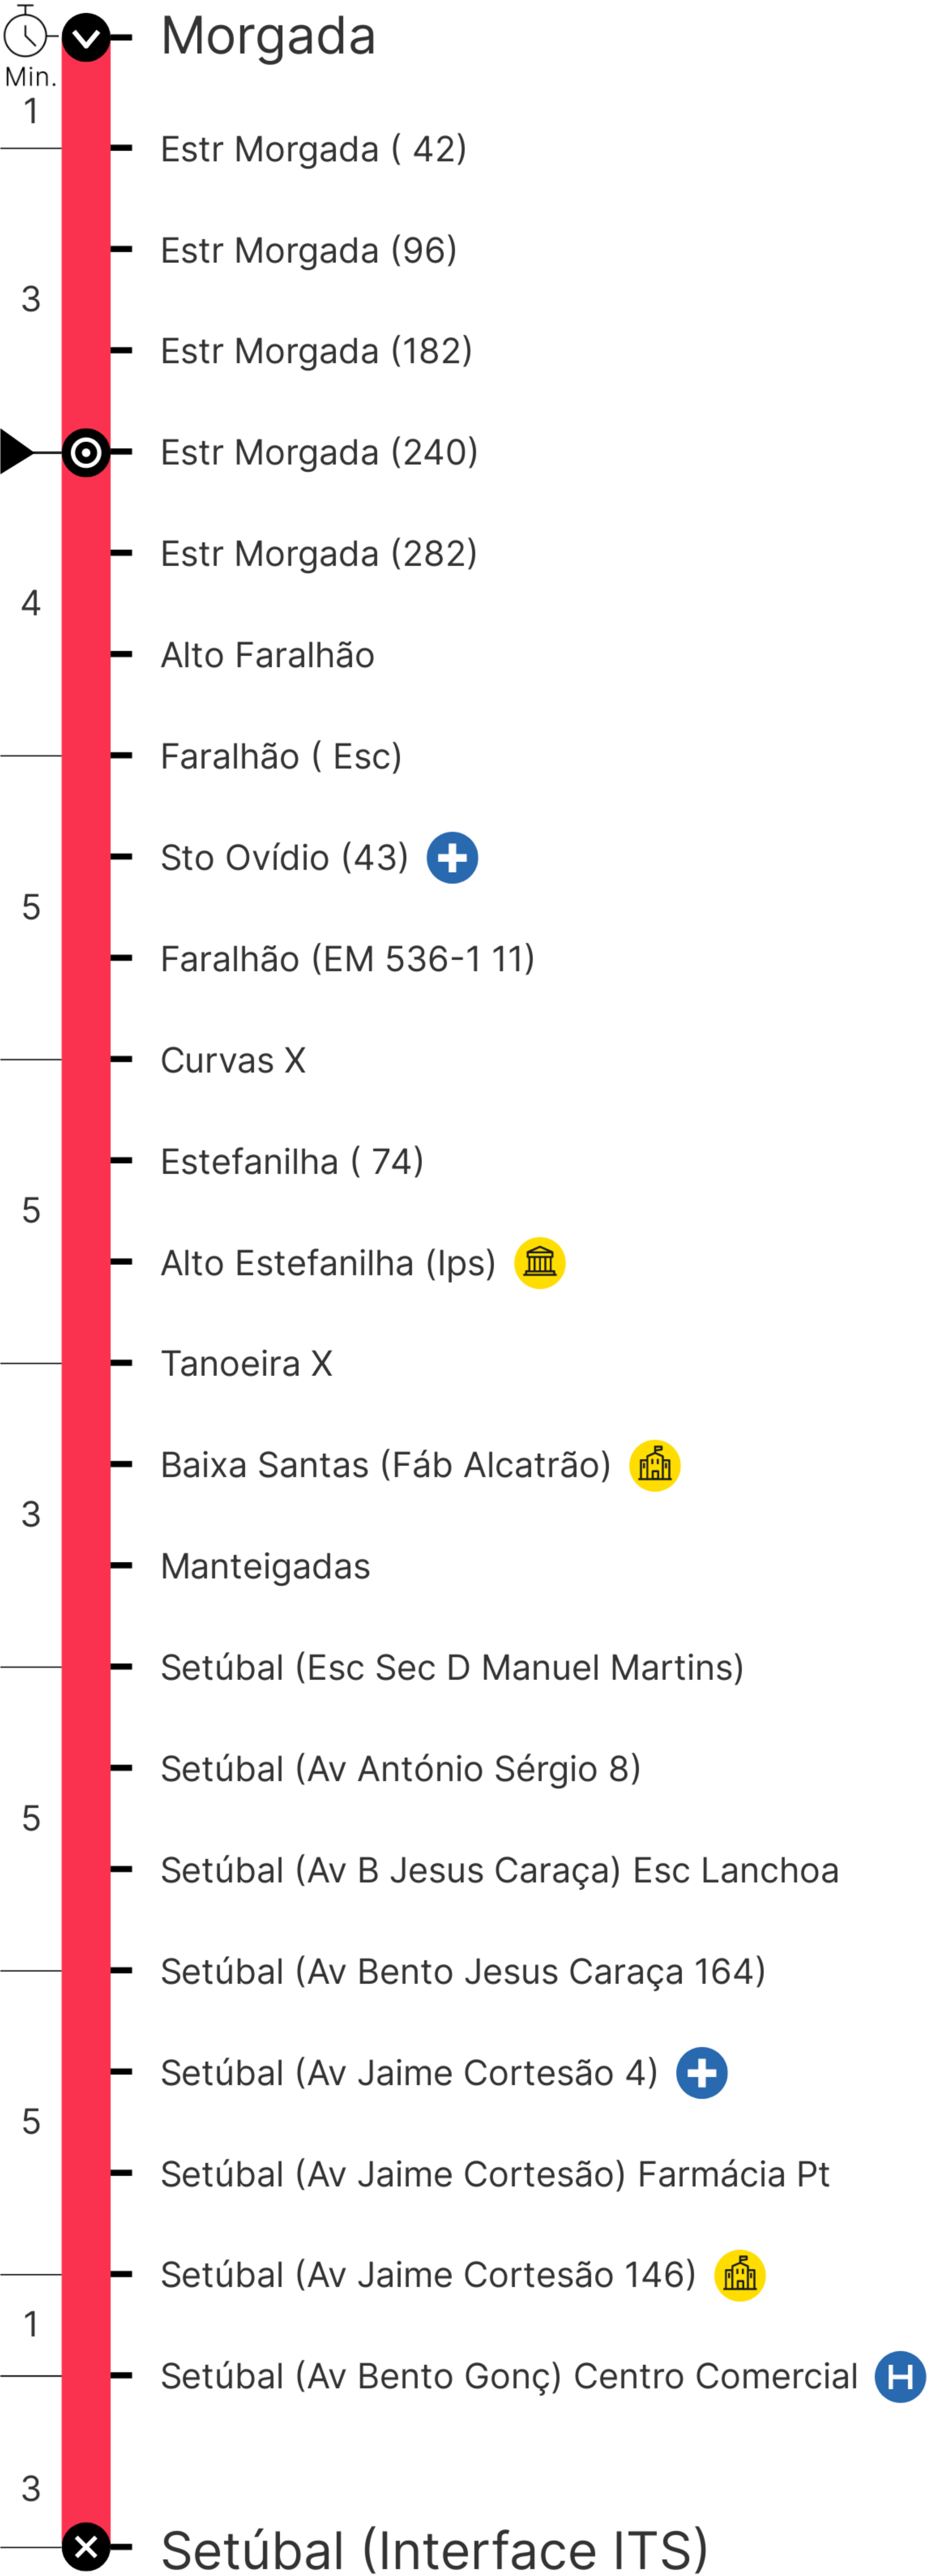 Morgada
Min.
1
Estr Morgada ( 42)
Estr Morgada (96)
3
Estr Morgada (182)
Estr Morgada (240)
Estr Morgada (282)
4
Alto Faralhão
Faralhão ( Esc)
Sto Ovídio (43)
5
Faralhão (EM 536-1 11)
Curvas X
Estefanilha ( 74)
5
Alto Estefanilha (Ips)
Tanoeira X
Baixa Santas (Fáb Alcatrão)
3
Manteigadas
Setúbal (Esc Sec D Manuel Martins)
Setúbal (Av António Sérgio 8)
5
Setúbal (Av B Jesus Caraça) Esc Lanchoa
Setúbal (Av Bento Jesus Caraça 164)
Setúbal (Av Jaime Cortesão 4)
5
Setúbal (Av Jaime Cortesão) Farmácia Pt
Setúbal (Av Jaime Cortesão 146)
1
Setúbal (Av Bento Gonç) Centro Comercial H
3
Setúbal (Interface ITS)